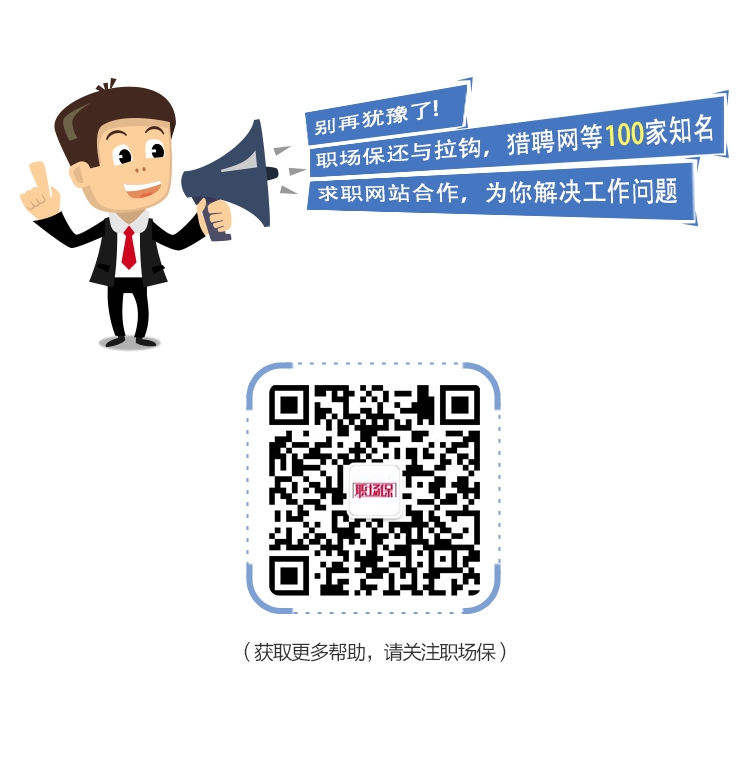 别再犹豫了!
职场保还与拉钩，猎聘网等100家知名
求职网站合作，为你解决工作问题
职场保
（获取更多帮助，请关注职场保）